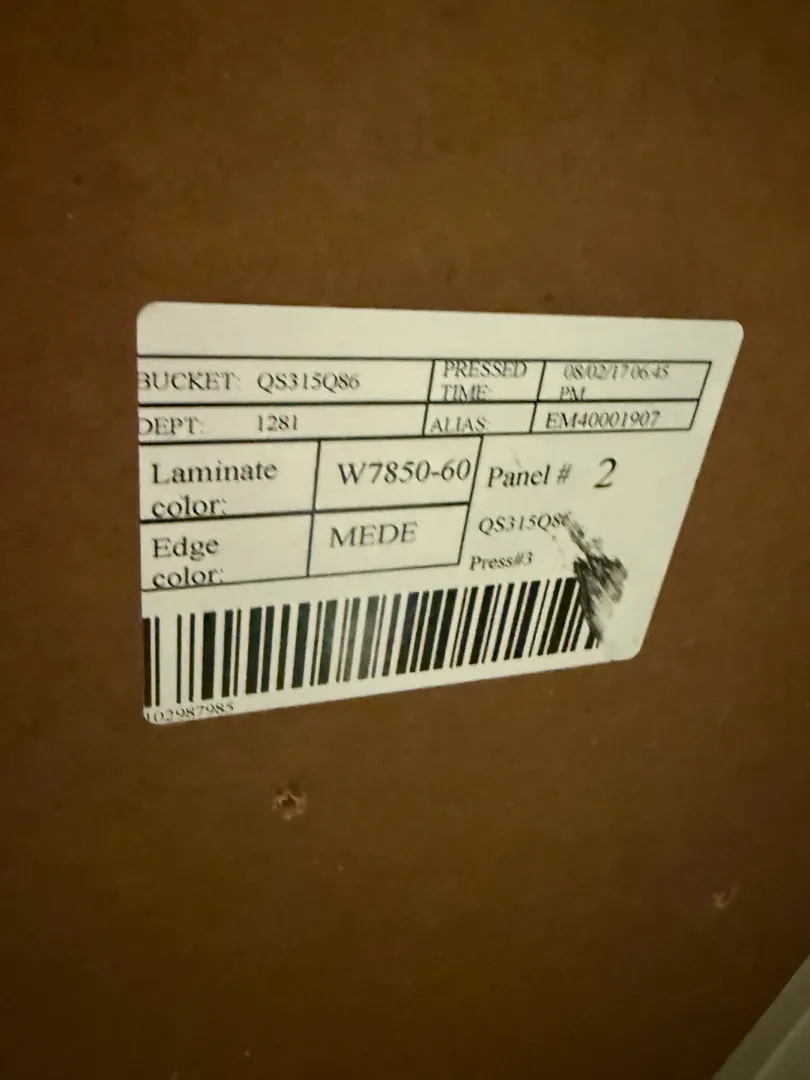 BUCKET: QS315Q86 PRESSED TIME: 08/02/17 06:45 PM
DEPT: 1281 ALIAS: EM40001907
Laminate color: W7850-60
Edge color: MEDE
Panel # 2
QS315Q86
Press#3
102987985